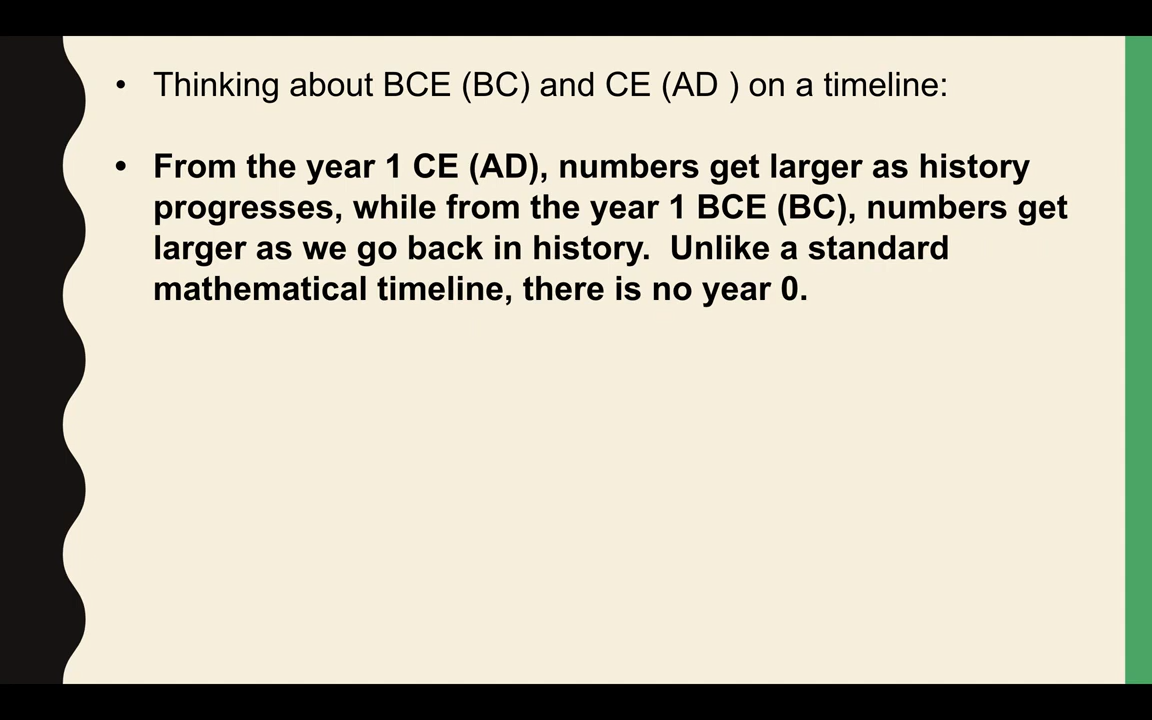 • Thinking about BCE (BC) and CE (AD ) on a timeline:
• From the year 1 CE (AD), numbers get larger as history
progresses, while from the year 1 BCE (BC), numbers get
larger as we go back in history.  Unlike a standard
mathematical timeline, there is no year 0.